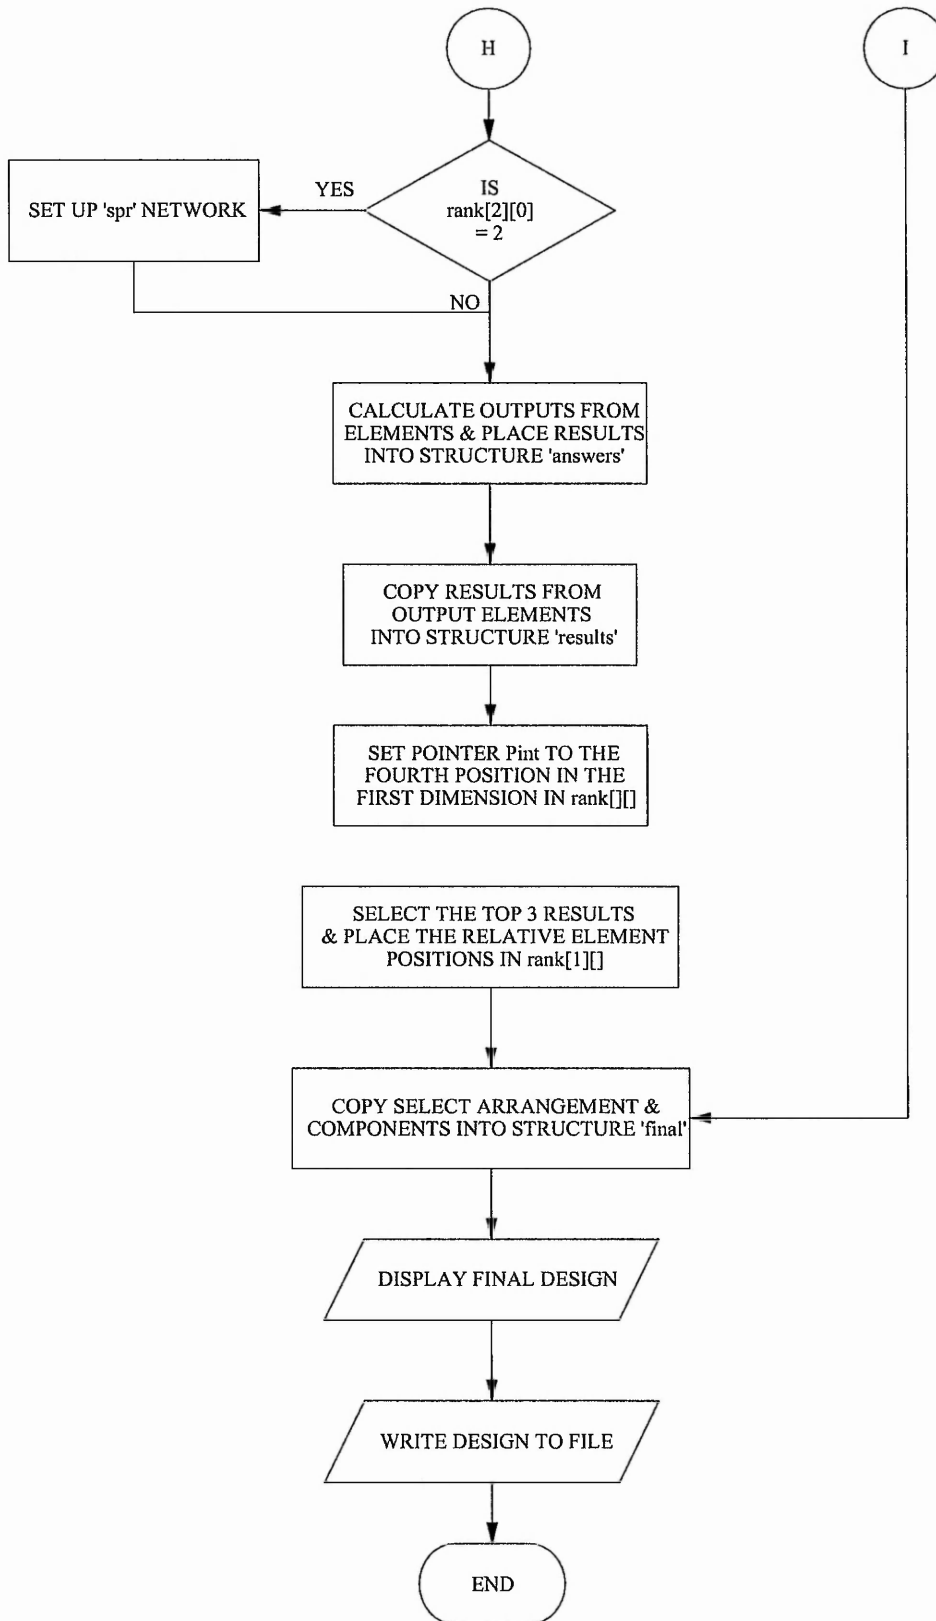 H
I
IS
rank[2][0]
= 2
YES
SET UP 'spr' NETWORK
NO
CALCULATE OUTPUTS FROM
ELEMENTS & PLACE RESULTS
INTO STRUCTURE 'answers'
COPY RESULTS FROM
OUTPUT ELEMENTS
INTO STRUCTURE 'results'
SET POINTER Pint TO THE
FOURTH POSITION IN THE
FIRST DIMENSION IN rank[][]
SELECT THE TOP 3 RESULTS
& PLACE THE RELATIVE ELEMENT
POSITIONS IN rank[1][]
COPY SELECT ARRANGEMENT &
COMPONENTS INTO STRUCTURE 'final'
DISPLAY FINAL DESIGN
WRITE DESIGN TO FILE
END